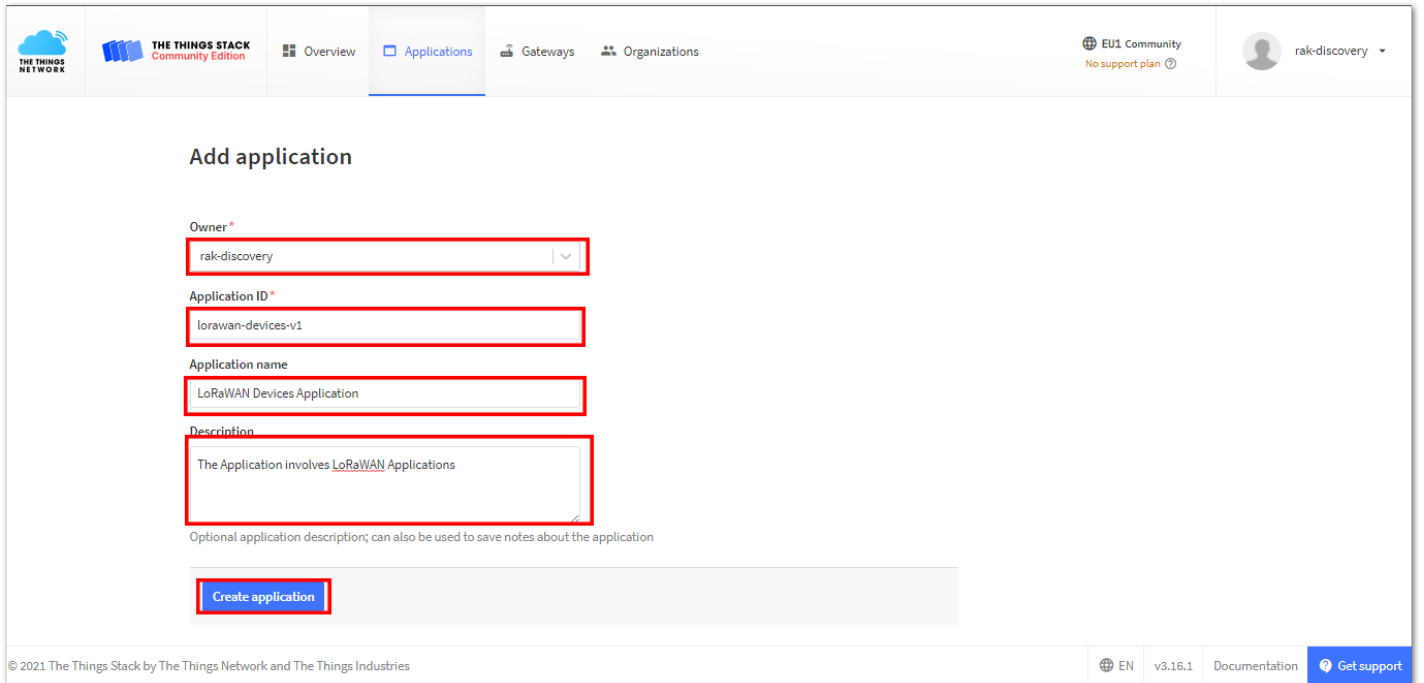 THE THINGS
NETWORK
THE THINGS STACK
Community Edition
Overview
Applications
Gateways
Organizations
EU1 Community
No support plan
rak-discovery
Add application
Owner*
rak-discovery
Application ID*
lorawan-devices-v1
Application name
LoRaWAN Devices Application
Description
The Application involves LoRaWAN Applications
Optional application description; can also be used to save notes about the application
Create application
© 2021 The Things Stack by The Things Network and The Things Industries
EN
v3.16.1
Documentation
Get support